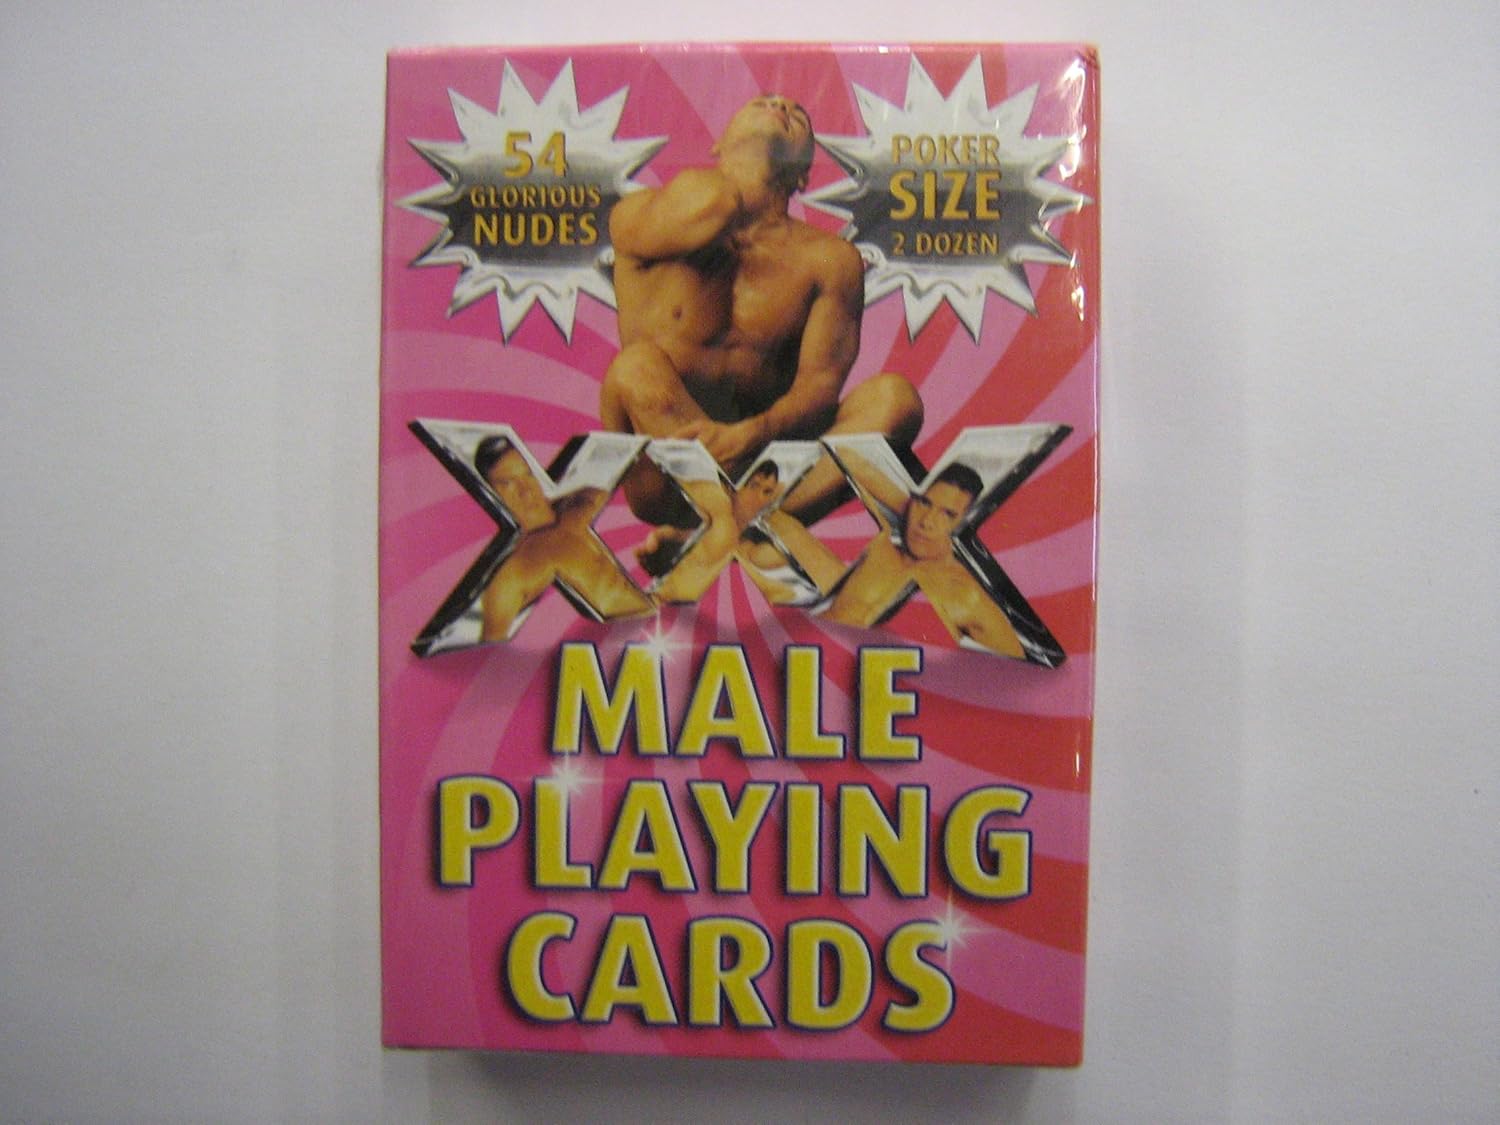 54
GLORIOUS
NUDES
POKER
SIZE
2 DOZEN
XXX
MALE
PLAYING
CARDS